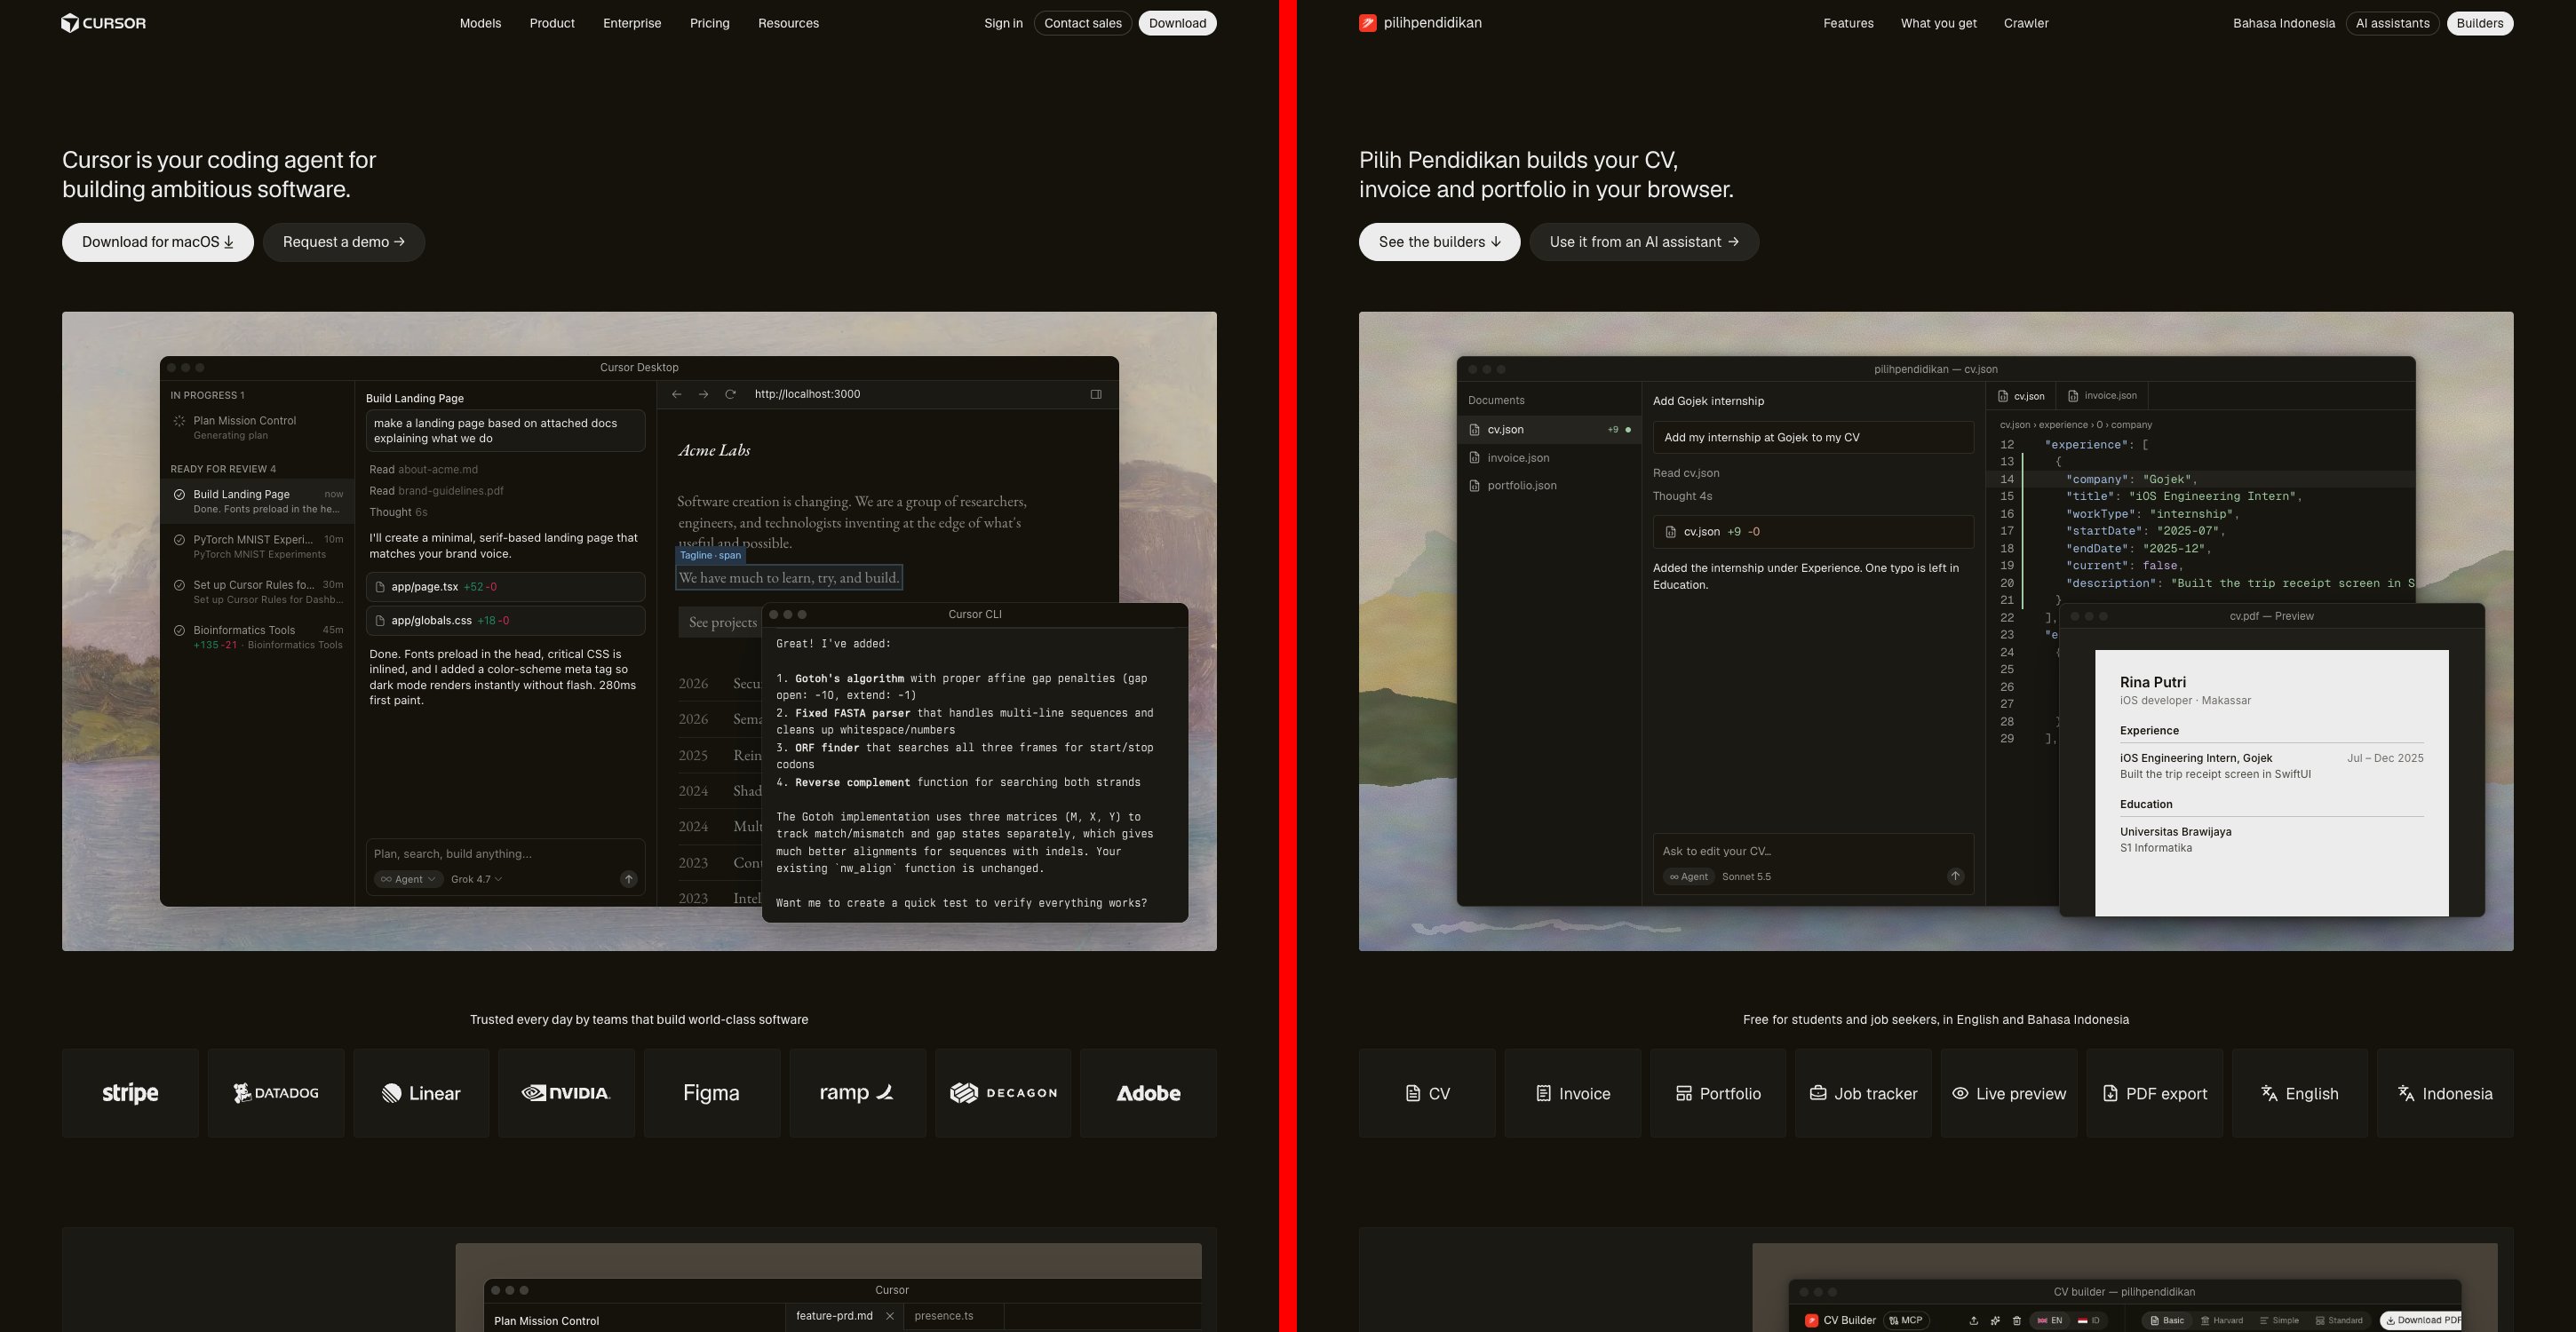 CURSOR
Models Product Enterprise Pricing Resources
Sign in Contact sales Download
Cursor is your coding agent for
building ambitious software.
Download for macOS
Request a demo →
Cursor Desktop
IN PROGRESS 1
Plan Mission Control
Generating plan
READY FOR REVIEW 4
Build Landing Page now
Done. Fonts preload in the he...
PyTorch MNIST Experi... 10m
PyTorch MNIST Experiments
Set up Cursor Rules fo... 30m
Set up Cursor Rules for Dashb...
Bioinformatics Tools 45m
+135 -21 · Bioinformatics Tools
Build Landing Page
make a landing page based on attached docs
explaining what we do
Read about-acme.md
Read brand-guidelines.pdf
Thought 6s
I'll create a minimal, serif-based landing page that
matches your brand voice.
app/page.tsx +52 -0
app/globals.css +18 -0
Done. Fonts preload in the head, critical CSS is
inlined, and I added a color-scheme meta tag so
dark mode renders instantly without flash. 280ms
first paint.
Plan, search, build anything...
∞ Agent
Grok 4.7
http://localhost:3000
Acme Labs
Software creation is changing. We are a group of researchers,
engineers, and technologists inventing at the edge of what's
useful and possible.
Tagline · span
We have much to learn, try, and build.
See projects
2026 Secu
2026 Sema
2025 Rein
2024 Shad
2024 Mult
2023 Cont
2023 Intel
Cursor CLI
Great! I've added:
1. Gotoh's algorithm with proper affine gap penalties (gap
open: -10, extend: -1)
2. Fixed FASTA parser that handles multi-line sequences and
cleans up whitespace/numbers
3. ORF finder that searches all three frames for start/stop
codons
4. Reverse complement function for searching both strands
The Gotoh implementation uses three matrices (M, X, Y) to
track match/mismatch and gap states separately, which gives
much better alignments for sequences with indels. Your
existing `nw_align` function is unchanged.
Want me to create a quick test to verify everything works?
Trusted every day by teams that build world-class software
stripe
DATADOG
Linear
NVIDIA
Figma
ramp
DECAGON
Adobe
Cursor
Plan Mission Control
feature-prd.md
presence.ts
pilihpendidikan
Features What you get Crawler
Bahasa Indonesia AI assistants Builders
Pilih Pendidikan builds your CV,
invoice and portfolio in your browser.
See the builders ↓
Use it from an AI assistant →
pilihpendidikan — cv.json
Documents
cv.json +9
invoice.json
portfolio.json
Add Gojek internship
Add my internship at Gojek to my CV
Read cv.json
Thought 4s
cv.json +9 -0
Added the internship under Experience. One typo is left in
Education.
Ask to edit your CV…
∞ Agent
Sonnet 5.5
cv.json
invoice.json
cv.json › experience › 0 › company
12 "experience": [
13 {
14 "company": "Gojek",
15 "title": "iOS Engineering Intern",
16 "workType": "internship",
17 "startDate": "2025-07",
18 "endDate": "2025-12",
19 "current": false,
20 "description": "Built the trip receipt screen in S
21 }
22 ],
23 "e
24 {
25
26
27
28 }
29 ],
cv.pdf — Preview
Rina Putri
iOS developer · Makassar
Experience
iOS Engineering Intern, Gojek Jul – Dec 2025
Built the trip receipt screen in SwiftUI
Education
Universitas Brawijaya
S1 Informatika
Free for students and job seekers, in English and Bahasa Indonesia
CV
Invoice
Portfolio
Job tracker
Live preview
PDF export
English
Indonesia
CV builder — pilihpendidikan
CV Builder
MCP
EN
ID
Basic
Harvard
Simple
Standard
Download PDF